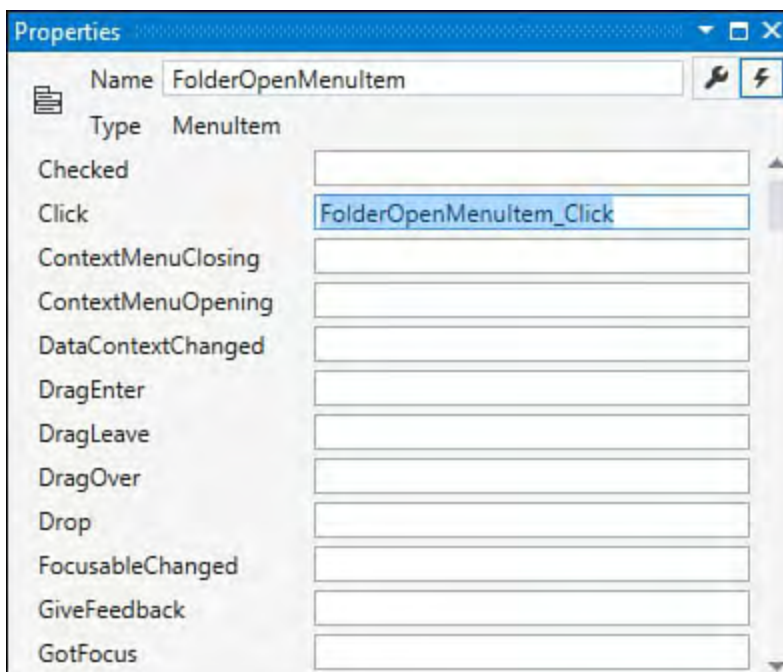 Properties
Name FolderOpenMenuItem
Type MenuItem
Checked
Click FolderOpenMenuItem_Click
ContextMenuClosing
ContextMenuOpening
DataContextChanged
DragEnter
DragLeave
DragOver
Drop
FocusableChanged
GiveFeedback
GotFocus